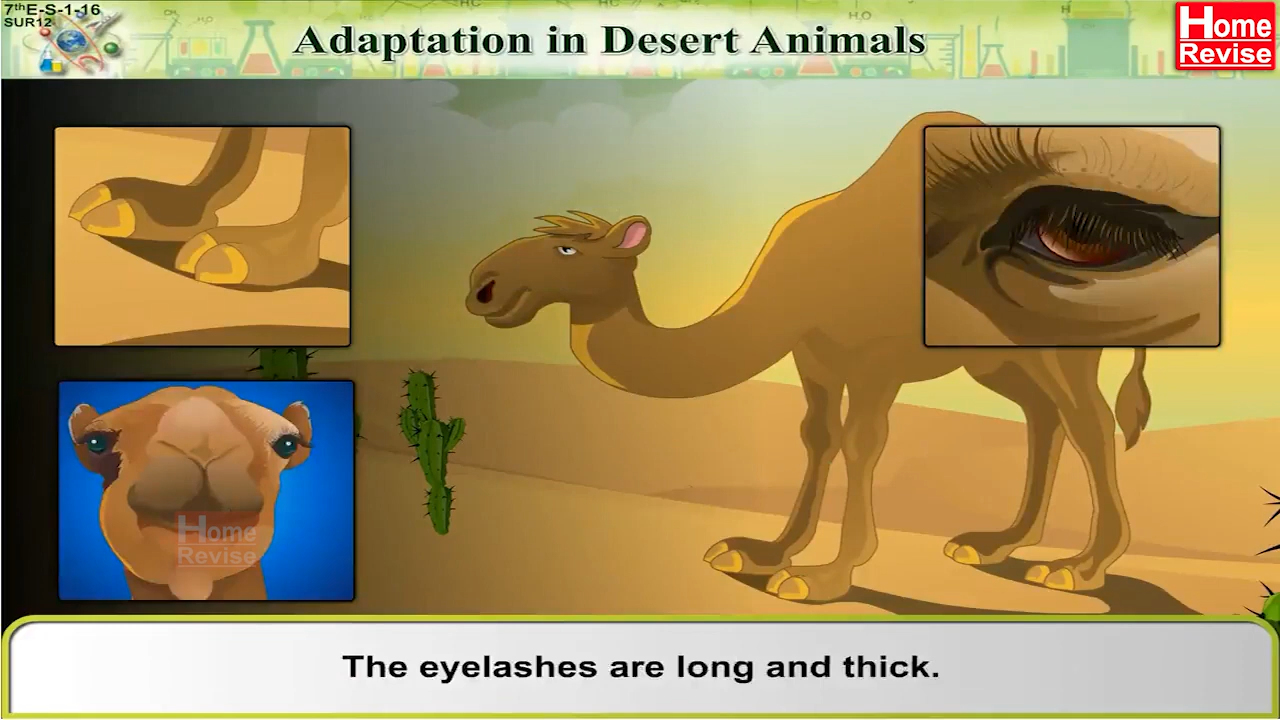 7thE-S-1-16
SUR12
Adaptation in Desert Animals
Home
Revise
Home
Revise
The eyelashes are long and thick.